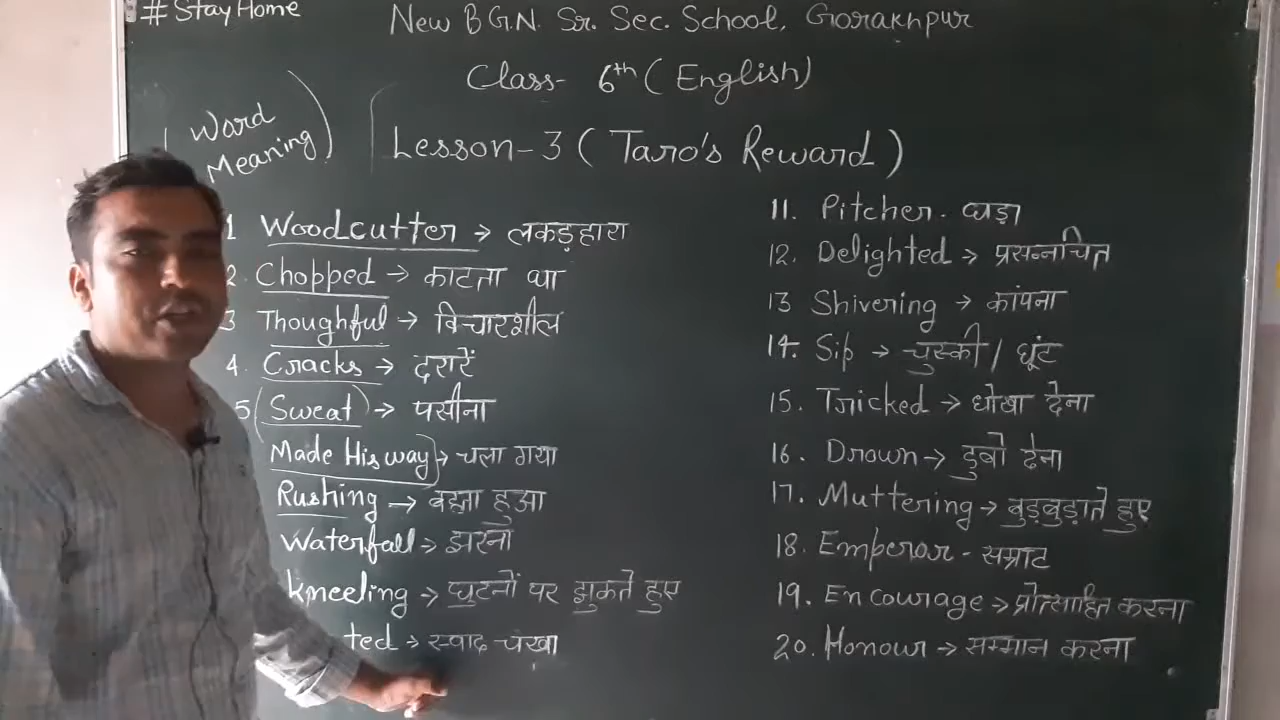 #StayHome
New B G.N. Sr. Sec. School, Gorakhpur
Class- 6th (English)
(Word Meaning)
Lesson-3 (Taro's Reward)
1 Woodcutter → लकड़हारा
2. Chopped → काटता था
3 Thoughful → विचारशील
4. Cracks → दरारें
5 (Sweat) → पसीना
Made His way) → चला गया
Rushing → बहता हुआ
Waterfall → झरनों
kneeling → घुटनों पर झुकते हुए
ted → स्वाद चखा
11. Pitcher - घड़ा
12. Delighted → प्रसन्नचित
13 Shivering → कांपना
14. Sip → चुस्की / घूंट
15. Tricked → धोखा देना
16. Drown → डुबो देना
17. Muttering → बुड़बुड़ाते हुए
18. Emperor - सम्राट
19. Encourage → प्रोत्साहित करना
20. Honour → सम्मान करना